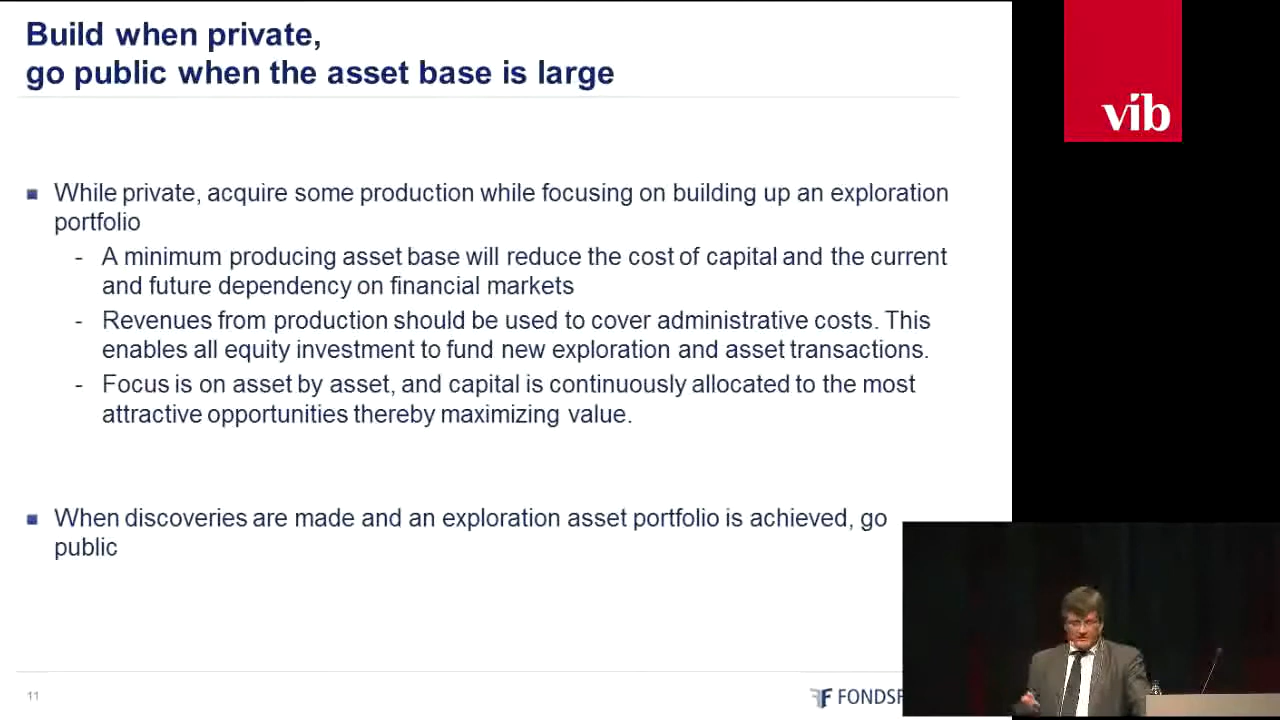 Build when private,
go public when the asset base is large
While private, acquire some production while focusing on building up an exploration
portfolio
- A minimum producing asset base will reduce the cost of capital and the current
and future dependency on financial markets
- Revenues from production should be used to cover administrative costs. This
enables all equity investment to fund new exploration and asset transactions.
- Focus is on asset by asset, and capital is continuously allocated to the most
attractive opportunities thereby maximizing value.
When discoveries are made and an exploration asset portfolio is achieved, go
public
11
víb